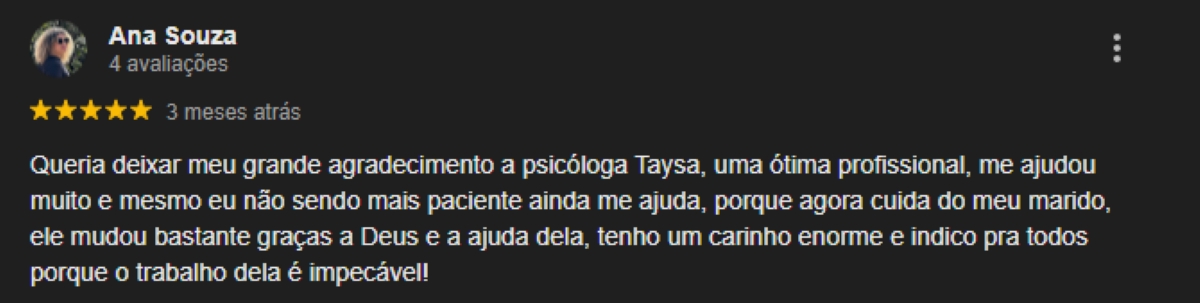 Ana Souza
4 avaliações
3 meses atrás
Queria deixar meu grande agradecimento a psicóloga Taysa, uma ótima profissional, me ajudou
muito e mesmo eu não sendo mais paciente ainda me ajuda, porque agora cuida do meu marido,
ele mudou bastante graças a Deus e a ajuda dela, tenho um carinho enorme e indico pra todos
porque o trabalho dela é impecável!